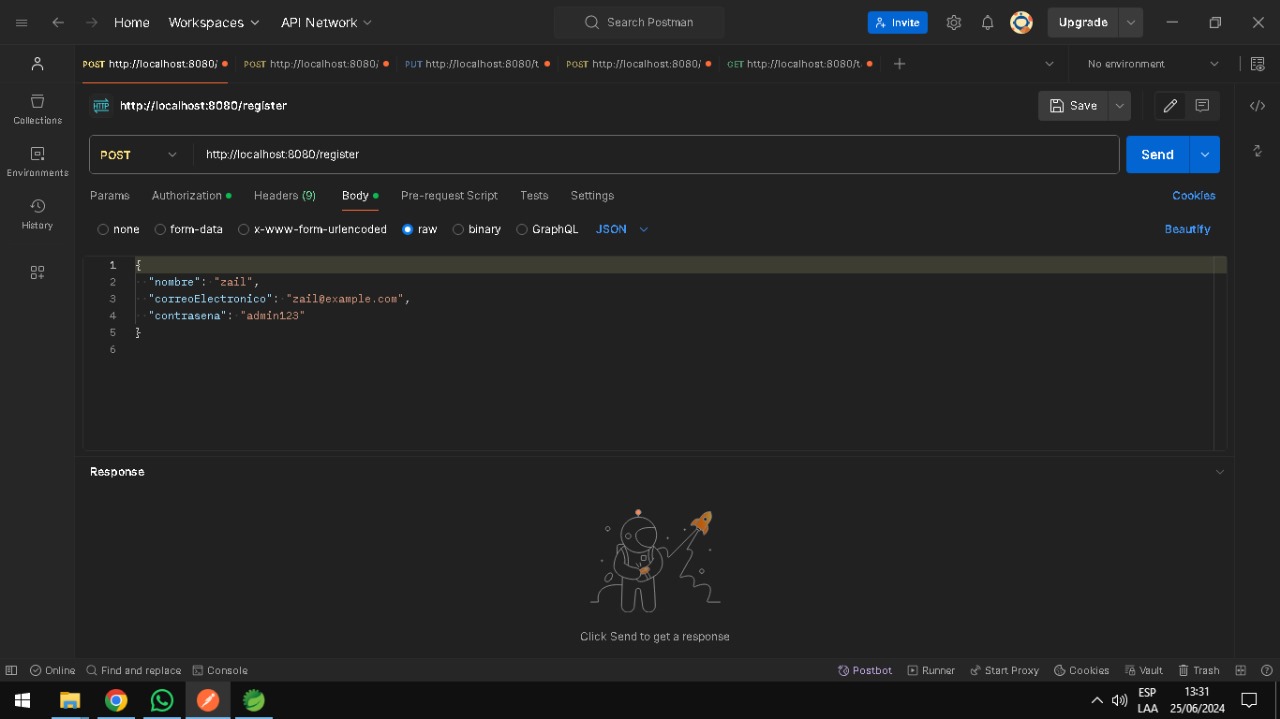 Home Workspaces API Network Search Postman Invite Upgrade
POST http://localhost:8080/ POST http://localhost:8080/ PUT http://localhost:8080/t POST http://localhost:8080/ GET http://localhost:8080/t No environment
HTTP http://localhost:8080/register Save
Collections
POST http://localhost:8080/register Send
Environments
Params Authorization Headers (9) Body Pre-request Script Tests Settings Cookies
History
none form-data x-www-form-urlencoded raw binary GraphQL JSON Beautify
1 {
2 "nombre": "zail",
3 "correoElectronico": "zail@example.com",
4 "contrasena": "admin123"
5 }
6
Response
Click Send to get a response
Online Find and replace Console Postbot Runner Start Proxy Cookies Vault Trash
ESP 13:31
LAA 25/06/2024